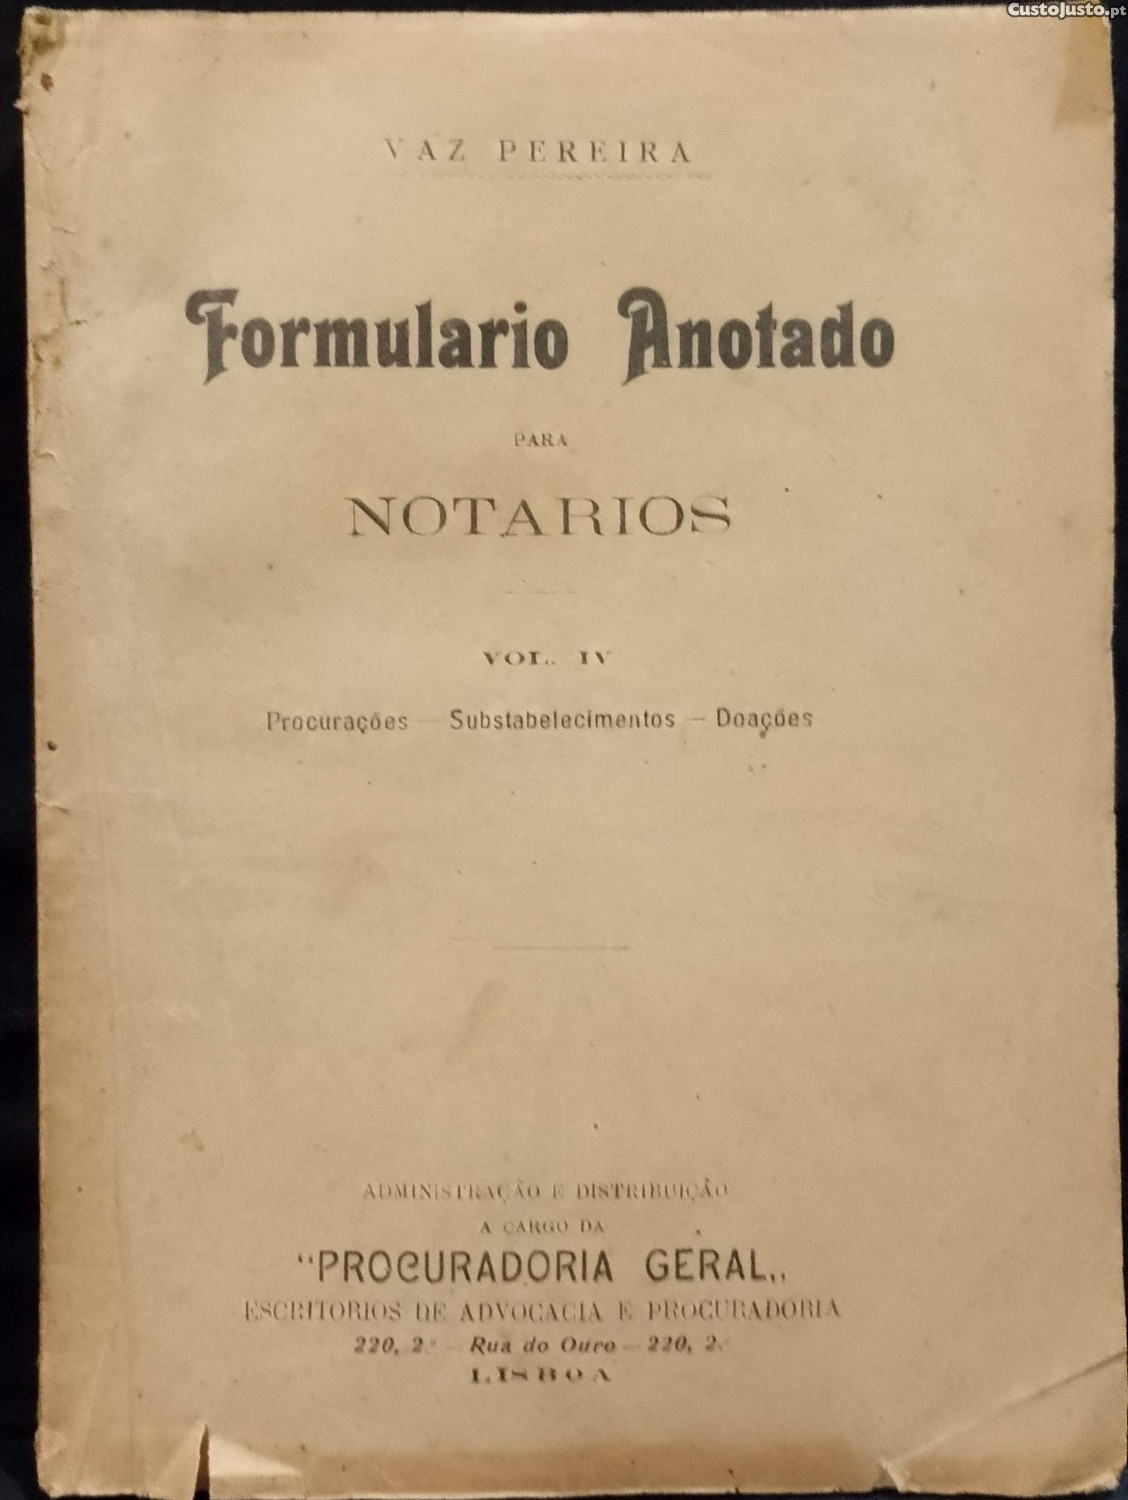 CustoJusto.pt
VAZ PEREIRA
Formulario Anotado
PARA
NOTARIOS
VOL. IV
Procurações — Substabelecimentos — Doações
ADMINISTRAÇÃO E DISTRIBUIÇÃO
A CARGO DA
“PROCURADORIA GERAL„
ESCRITORIOS DE ADVOCACIA E PROCURADORIA
220, 2.º — Rua do Ouro — 220, 2.º
LISBOA